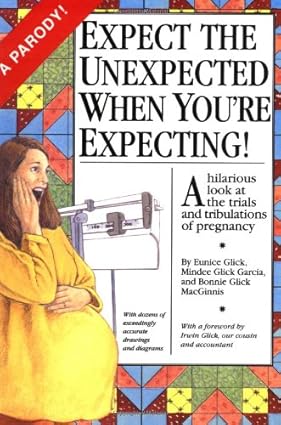 A PARODY!
EXPECT THE
UNEXPECTED
WHEN YOU'RE
EXPECTING!
A hilarious
look at
the trials
and tribulations
of pregnancy
By Eunice Glick,
Mindee Glick Garcia,
and Bonnie Glick
MacGinnis
With dozens of
exceedingly
accurate
drawings
and diagrams
With a foreword by
Irwin Glick, our cousin
and accountant